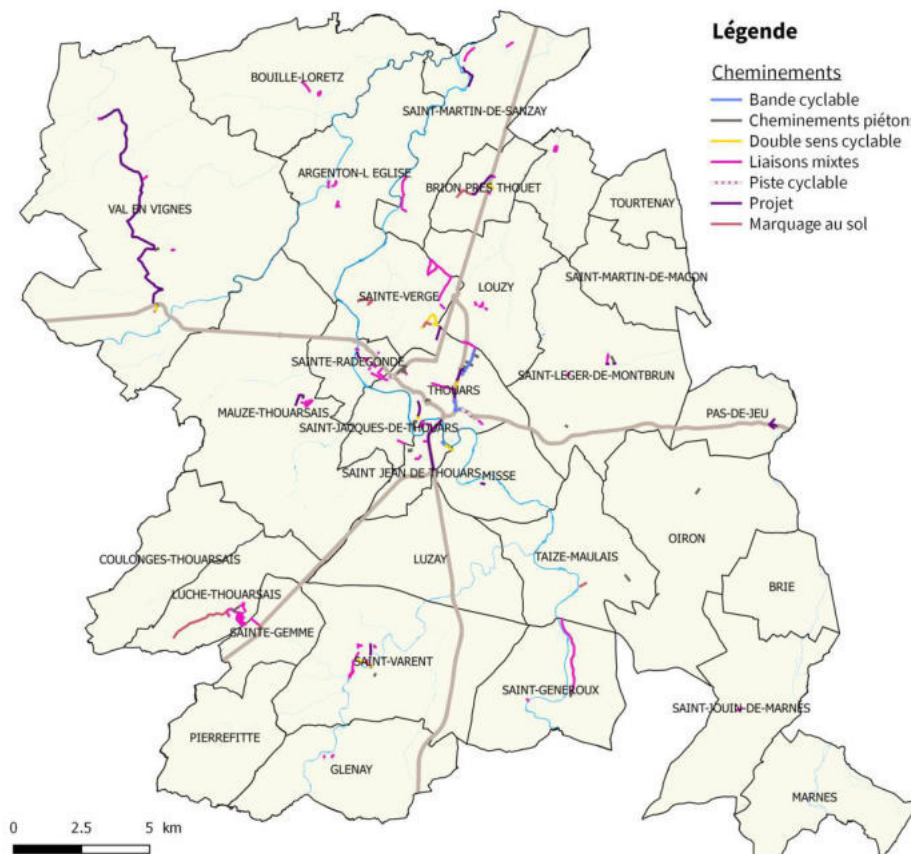 Légende
Cheminements
Bande cyclable
Cheminements piétons
Double sens cyclable
Liaisons mixtes
Piste cyclable
Projet
Marquage au sol
BOUILLE-LORETZ
SAINT-MARTIN-DE-SANZAY
ARGENTON-L EGLISE
BRION PRES THOUET
TOURTENAY
VAL EN VIGNES
SAINT-MARTIN-DE-MACON
SAINTE-VERGE
LOUZY
SAINTE-RADEGONDE
SAINT-LEGER-DE-MONTBRUN
THOUARS
PAS-DE-JEU
MAUZE-THOUARSAIS
SAINT-JACQUES-DE-THOUARS
SAINT JEAN DE THOUARS
MISSE
OIRON
COULONGES-THOUARSAIS
LUZAY
TAIZE-MAULAIS
BRIE
LUCHE-THOUARSAIS
SAINTE-GEMME
SAINT-VARENT
SAINT-GENEROUX
SAINT-JOUIN-DE-MARNES
PIERREFITTE
GLENAY
MARNES
0 2.5 5 km